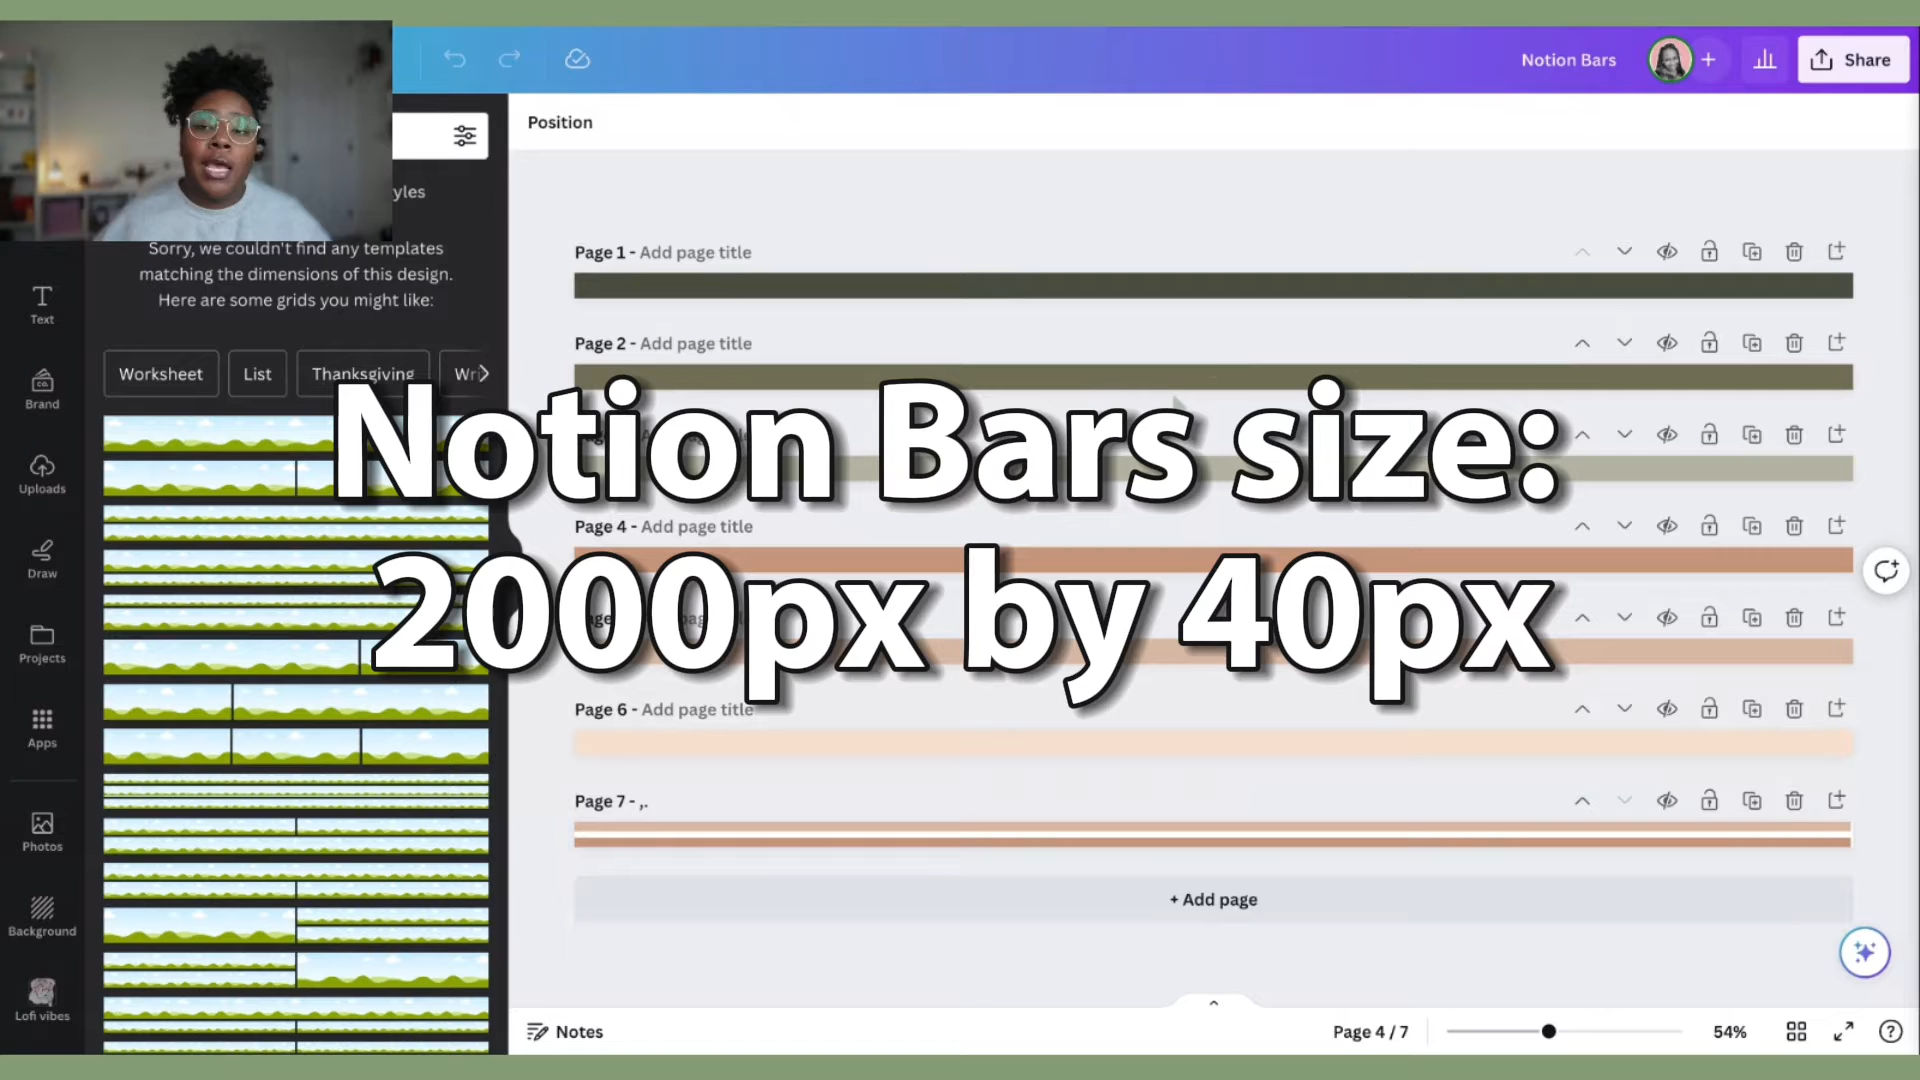 Notion Bars
Share
Position
yles
Sorry, we couldn't find any templates
matching the dimensions of this design.
Here are some grids you might like:
Worksheet
List
Thanksgiving
Text
Brand
Uploads
Draw
Projects
Apps
Photos
Background
Lofi vibes
Page 1 - Add page title
Page 2 - Add page title
Notion Bars size:
Page 4 - Add page title
2000px by 40px
Page 6 - Add page title
Page 7 - ,.
+ Add page
Notes
Page 4 / 7
54%